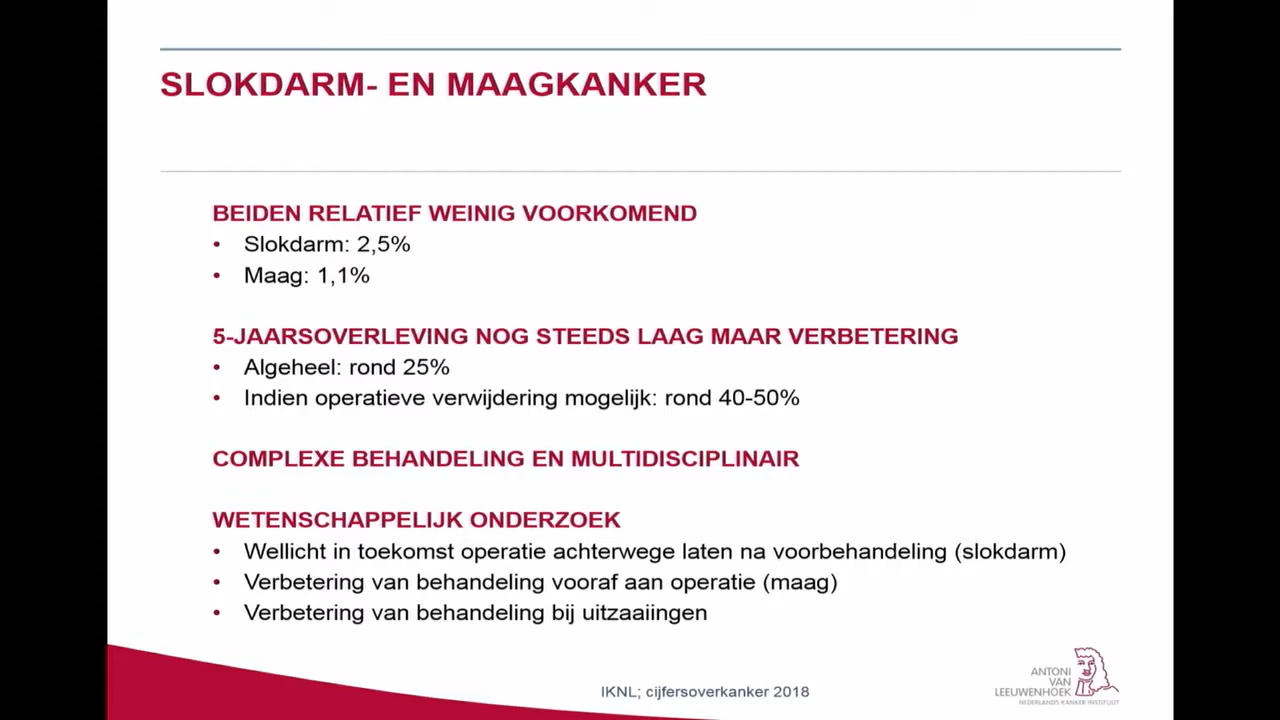 SLOKDARM- EN MAAGKANKER
BEIDEN RELATIEF WEINIG VOORKOMEND
• Slokdarm: 2,5%
• Maag: 1,1%
5-JAARSOVERLEVING NOG STEEDS LAAG MAAR VERBETERING
• Algeheel: rond 25%
• Indien operatieve verwijdering mogelijk: rond 40-50%
COMPLEXE BEHANDELING EN MULTIDISCIPLINAIR
WETENSCHAPPELIJK ONDERZOEK
• Wellicht in toekomst operatie achterwege laten na voorbehandeling (slokdarm)
• Verbetering van behandeling vooraf aan operatie (maag)
• Verbetering van behandeling bij uitzaaiingen
IKNL; cijfersoverkanker 2018
ANTONI
VAN
LEEUWENHOEK
NEDERLANDS KANKER INSTITUUT